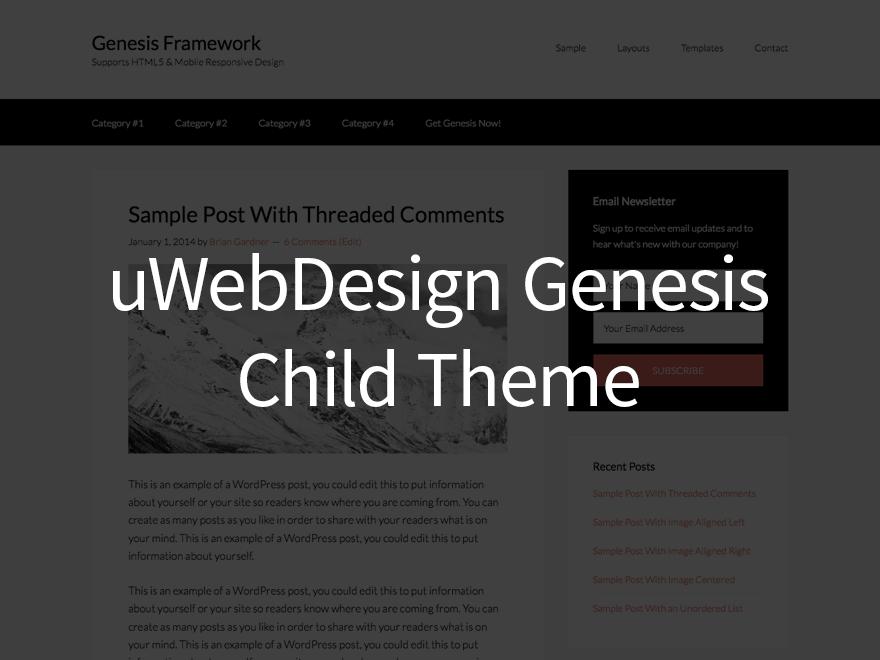 Genesis Framework
Supports HTML5 & Mobile Responsive Design
Sample Layouts Templates Contact
Category #1 Category #2 Category #3 Category #4 Get Genesis Now!
Sample Post With Threaded Comments
January 1, 2014 by Brian Gardner — 6 Comments (Edit)
uWebDesign Genesis
Child Theme
This is an example of a WordPress post, you could edit this to put information
about yourself or your site so readers know where you are coming from. You can
create as many posts as you like in order to share with your readers what is on
your mind. This is an example of a WordPress post, you could edit this to put
information about yourself.
This is an example of a WordPress post, you could edit this to put information
about yourself or your site so readers know where you are coming from. You can
create as many posts as you like in order to share with your readers what is on
your mind. This is an example of a WordPress post, you could edit this to put
Email Newsletter
Sign up to receive email updates and to
hear what's new with our company!
Your Name
Your Email Address
SUBSCRIBE
Recent Posts
Sample Post With Threaded Comments
Sample Post With Image Aligned Left
Sample Post With Image Aligned Right
Sample Post With Image Centered
Sample Post With an Unordered List